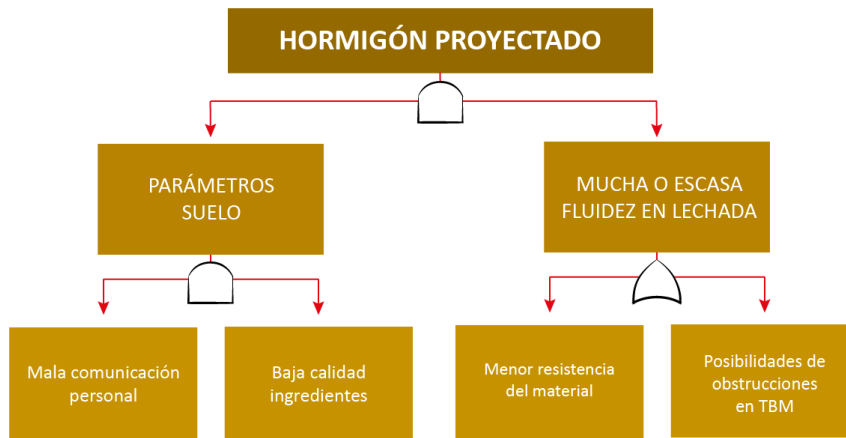 HORMIGÓN PROYECTADO
PARÁMETROS
SUELO
MUCHA O ESCASA
FLUIDEZ EN LECHADA
Mala comunicación
personal
Baja calidad
ingredientes
Menor resistencia
del material
Posibilidades de
obstrucciones
en TBM